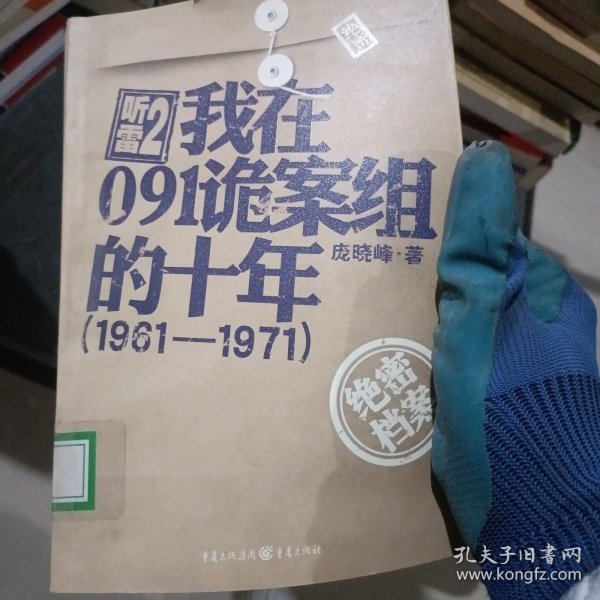 听雷2
我在
091诡案组
的十年
庞晓峰·著
(1961—1971)
绝密
档案
重庆出版集团 重庆出版社
孔夫子旧书网
www.kongfz.com